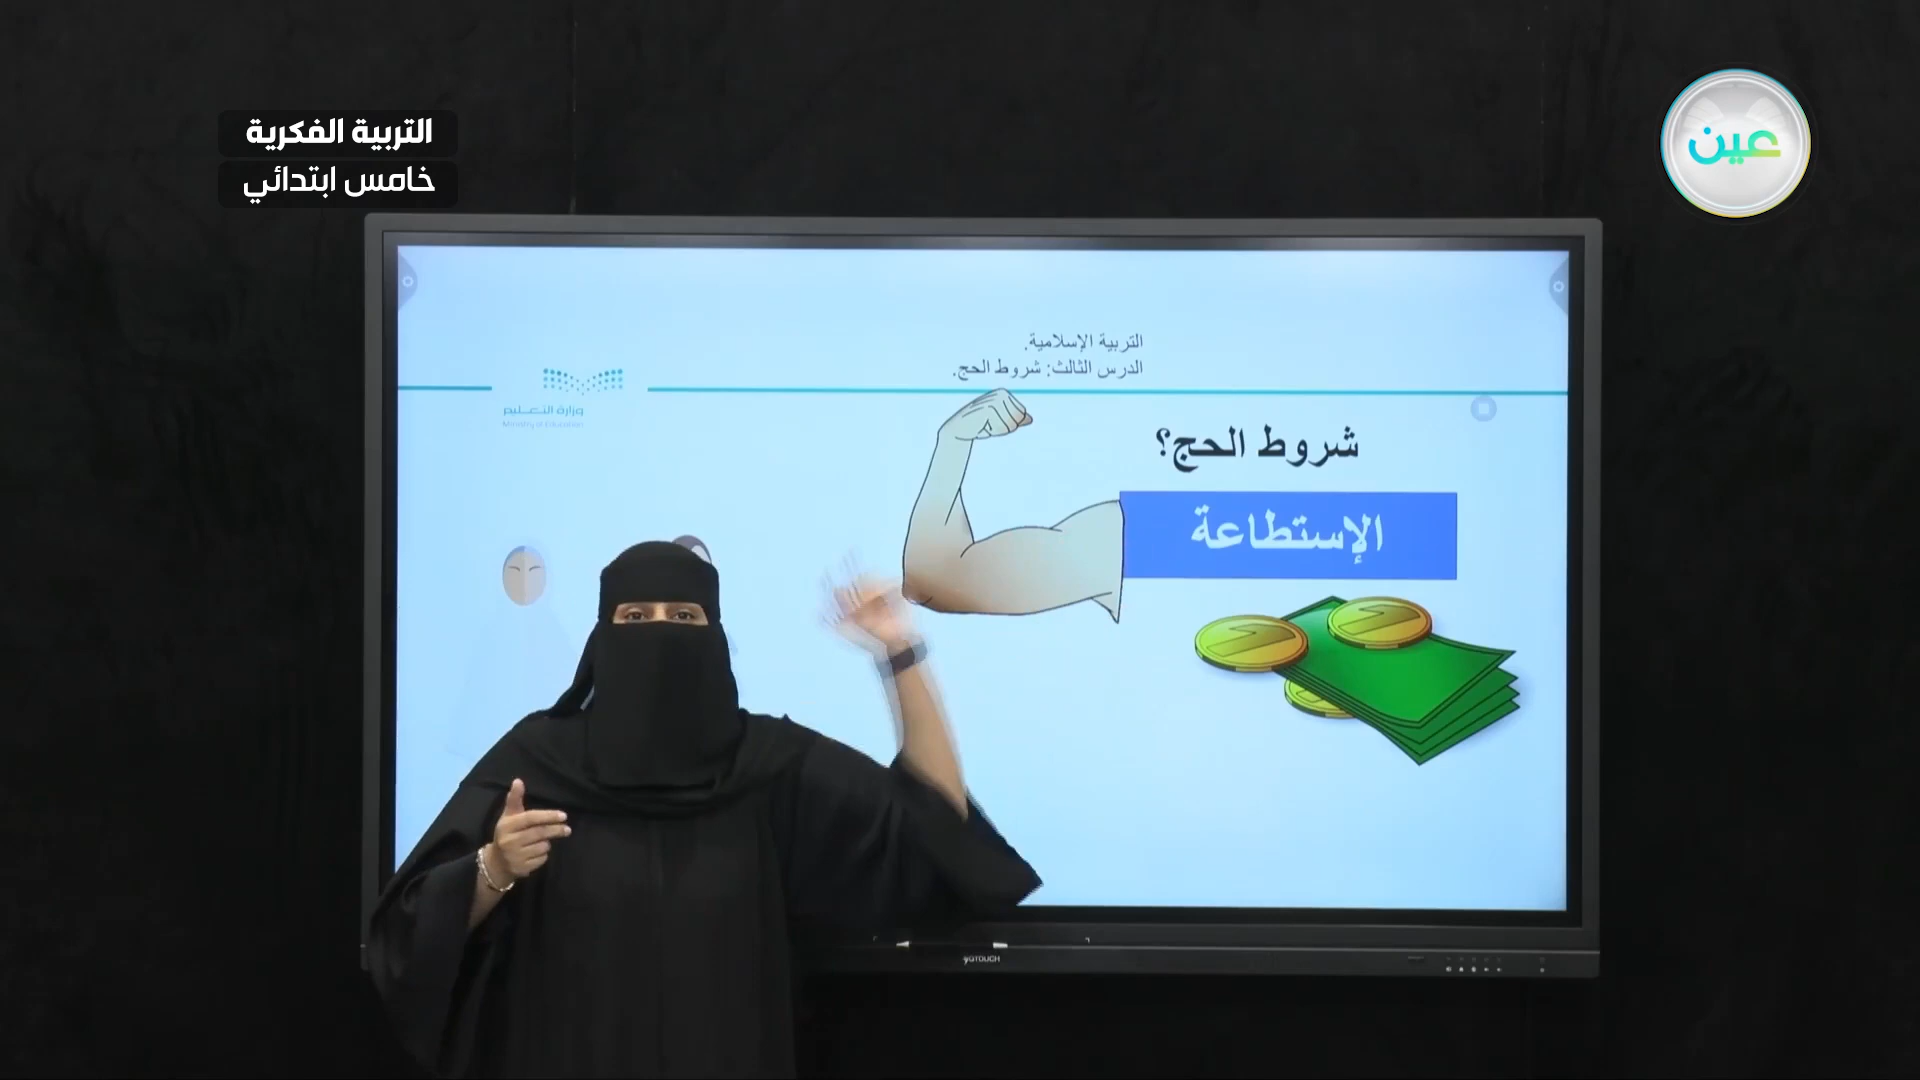 التربية الفكرية
خامس ابتدائي
عين
التربية الإسلامية.
الدرس الثالث: شروط الحج.
وزارة التعليم
Ministry of Education
شروط الحج؟
الإستطاعة